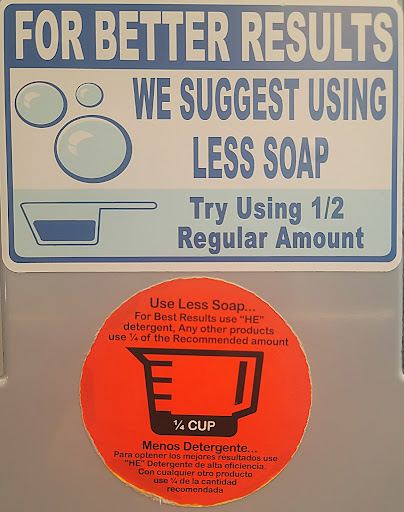 FOR BETTER RESULTS
WE SUGGEST USING
LESS SOAP
Try Using 1/2
Regular Amount
Use Less Soap...
For Best Results use "HE"
detergent, Any other products
use ¼ of the Recommended amount
¼ CUP
Menos Detergente...
Para optener los mejores resultados use
"HE" Detergente de alta eficiencia.
Con cualquier otro producto
use ¼ de la cantidad
recomendada